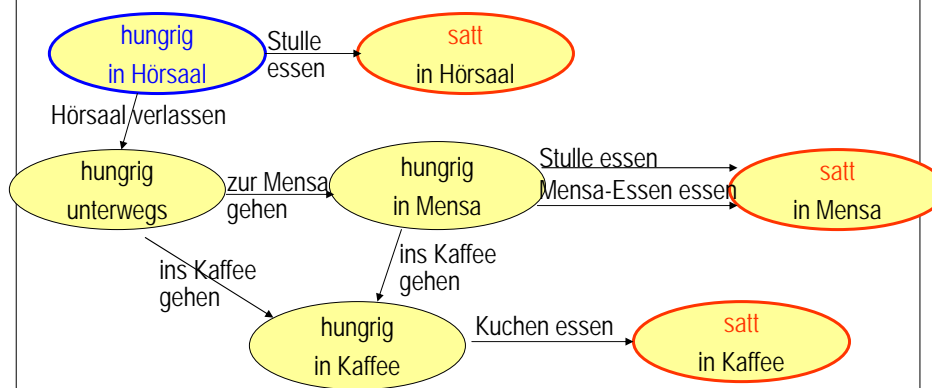 hungrig
in Hörsaal
Stulle
essen
satt
in Hörsaal
Hörsaal verlassen
hungrig
unterwegs
zur Mensa
gehen
hungrig
in Mensa
Stulle essen
Mensa-Essen essen
satt
in Mensa
ins Kaffee
gehen
ins Kaffee
gehen
hungrig
in Kaffee
Kuchen essen
satt
in Kaffee